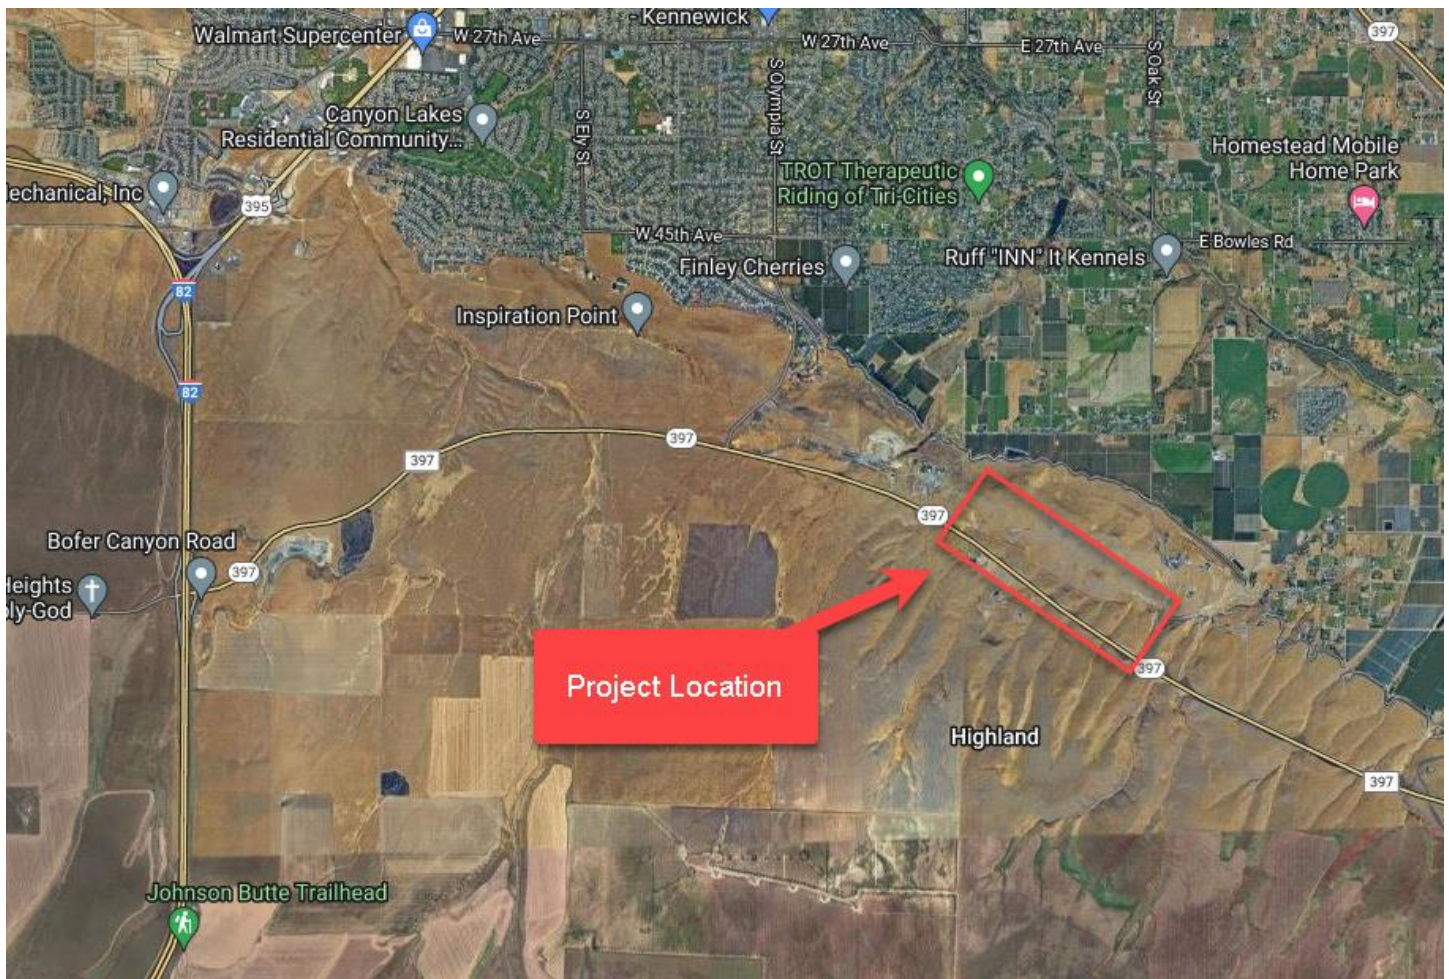 - Kennewick
397
Walmart Supercenter
W 27th Ave
W 27th Ave
E 27th Ave
S Oak St
S Olympia St
S Ely St
Canyon Lakes
Residential Community...
TROT Therapeutic
Riding of Tri-Cities
Homestead Mobile
Home Park
lechanical, Inc
395
W 45th Ave
E Bowles Rd
Finley Cherries
Ruff "INN" It Kennels
82
Inspiration Point
82
397
397
397
Bofer Canyon Road
397
Heights
oly-God
Project Location
397
Highland
397
Johnson Butte Trailhead